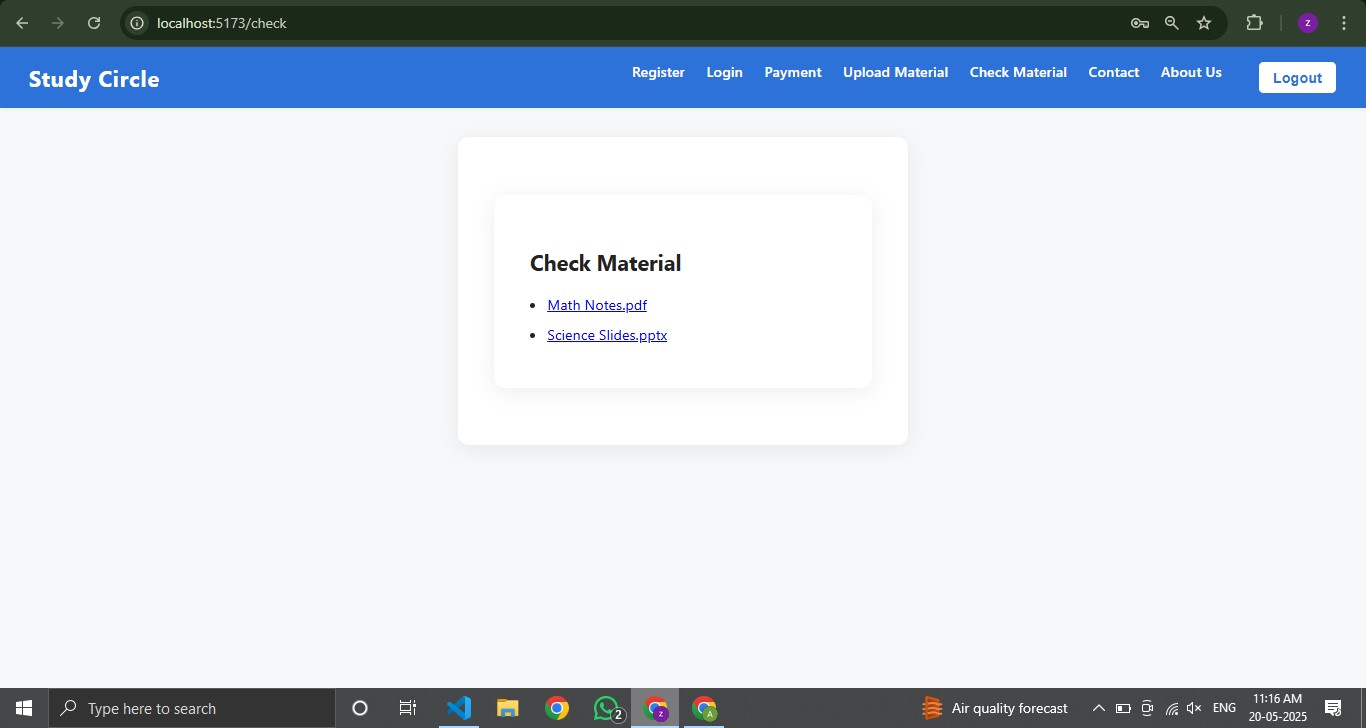 localhost:5173/check
z
Study Circle
Register Login Payment Upload Material Check Material Contact About Us Logout
Check Material
Math Notes.pdf
Science Slides.pptx
Type here to search
2
z
A
Air quality forecast
ENG
11:16 AM
20-05-2025